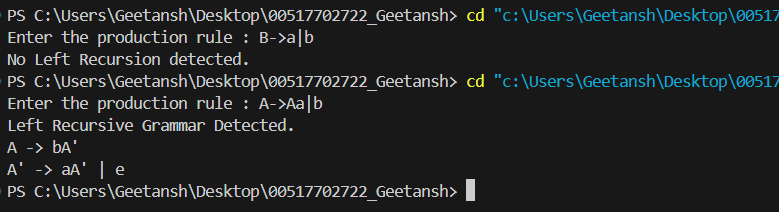 PS C:\Users\Geetansh\Desktop\00517702722_Geetansh> cd "c:\Users\Geetansh\Desktop\00517
Enter the production rule : B->a|b
No Left Recursion detected.
PS C:\Users\Geetansh\Desktop\00517702722_Geetansh> cd "c:\Users\Geetansh\Desktop\00517
Enter the production rule : A->Aa|b
Left Recursive Grammar Detected.
A -> bA'
A' -> aA' | e
PS C:\Users\Geetansh\Desktop\00517702722_Geetansh>